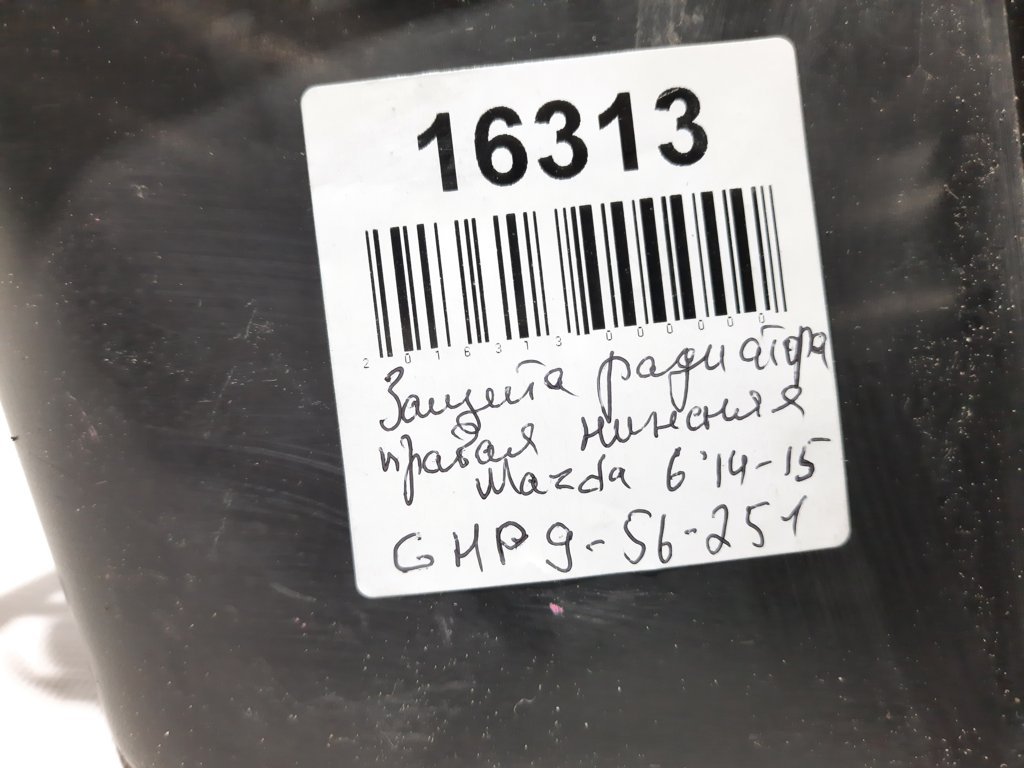 16313
2016313000000
Защита радиатора
правая нижняя
Mazda 6 '14-15
GHP9-56-251